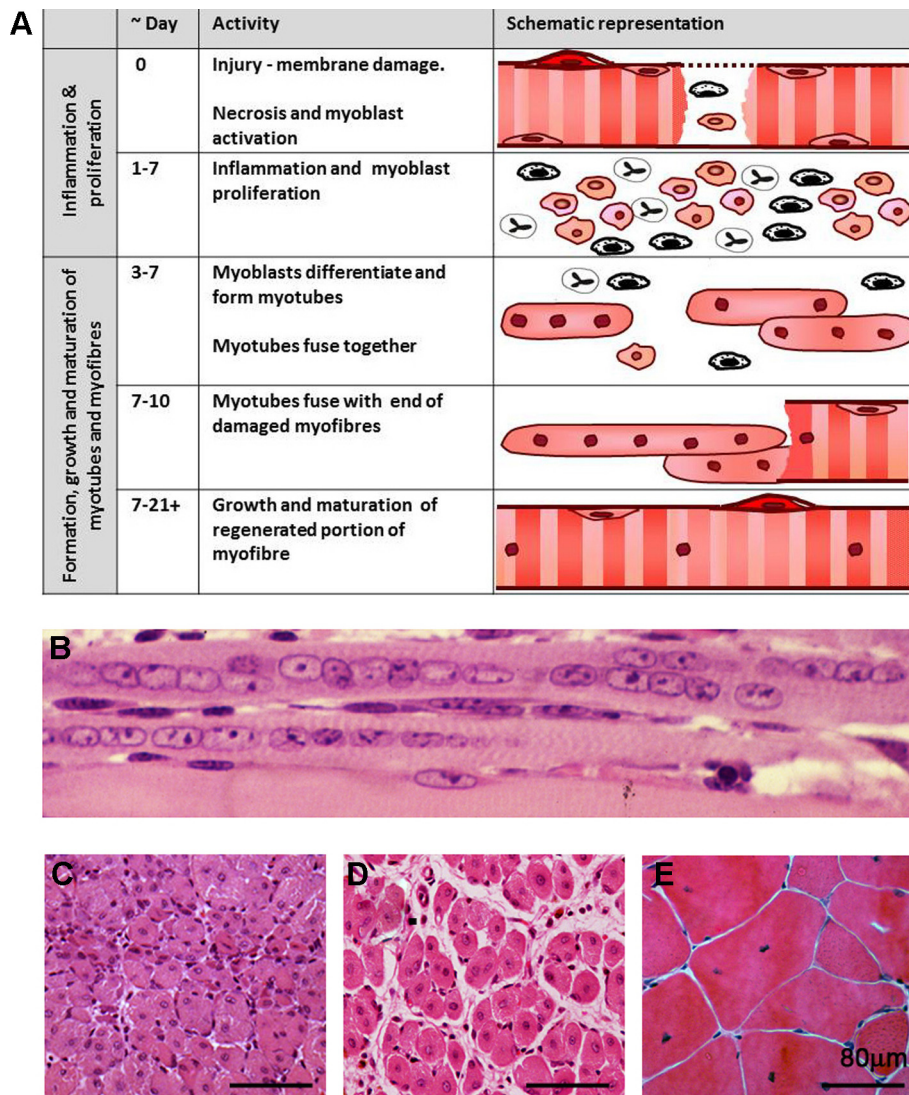 A
~ Day
Activity
Schematic representation
Inflammation &
proliferation
0
Injury - membrane damage.
Necrosis and myoblast
activation
1-7
Inflammation and myoblast
proliferation
Formation, growth and maturation of
myotubes and myofibres
3-7
Myoblasts differentiate and
form myotubes
Myotubes fuse together
7-10
Myotubes fuse with end of
damaged myofibres
7-21+
Growth and maturation of
regenerated portion of
myofibre
B
C
D
E
80µm